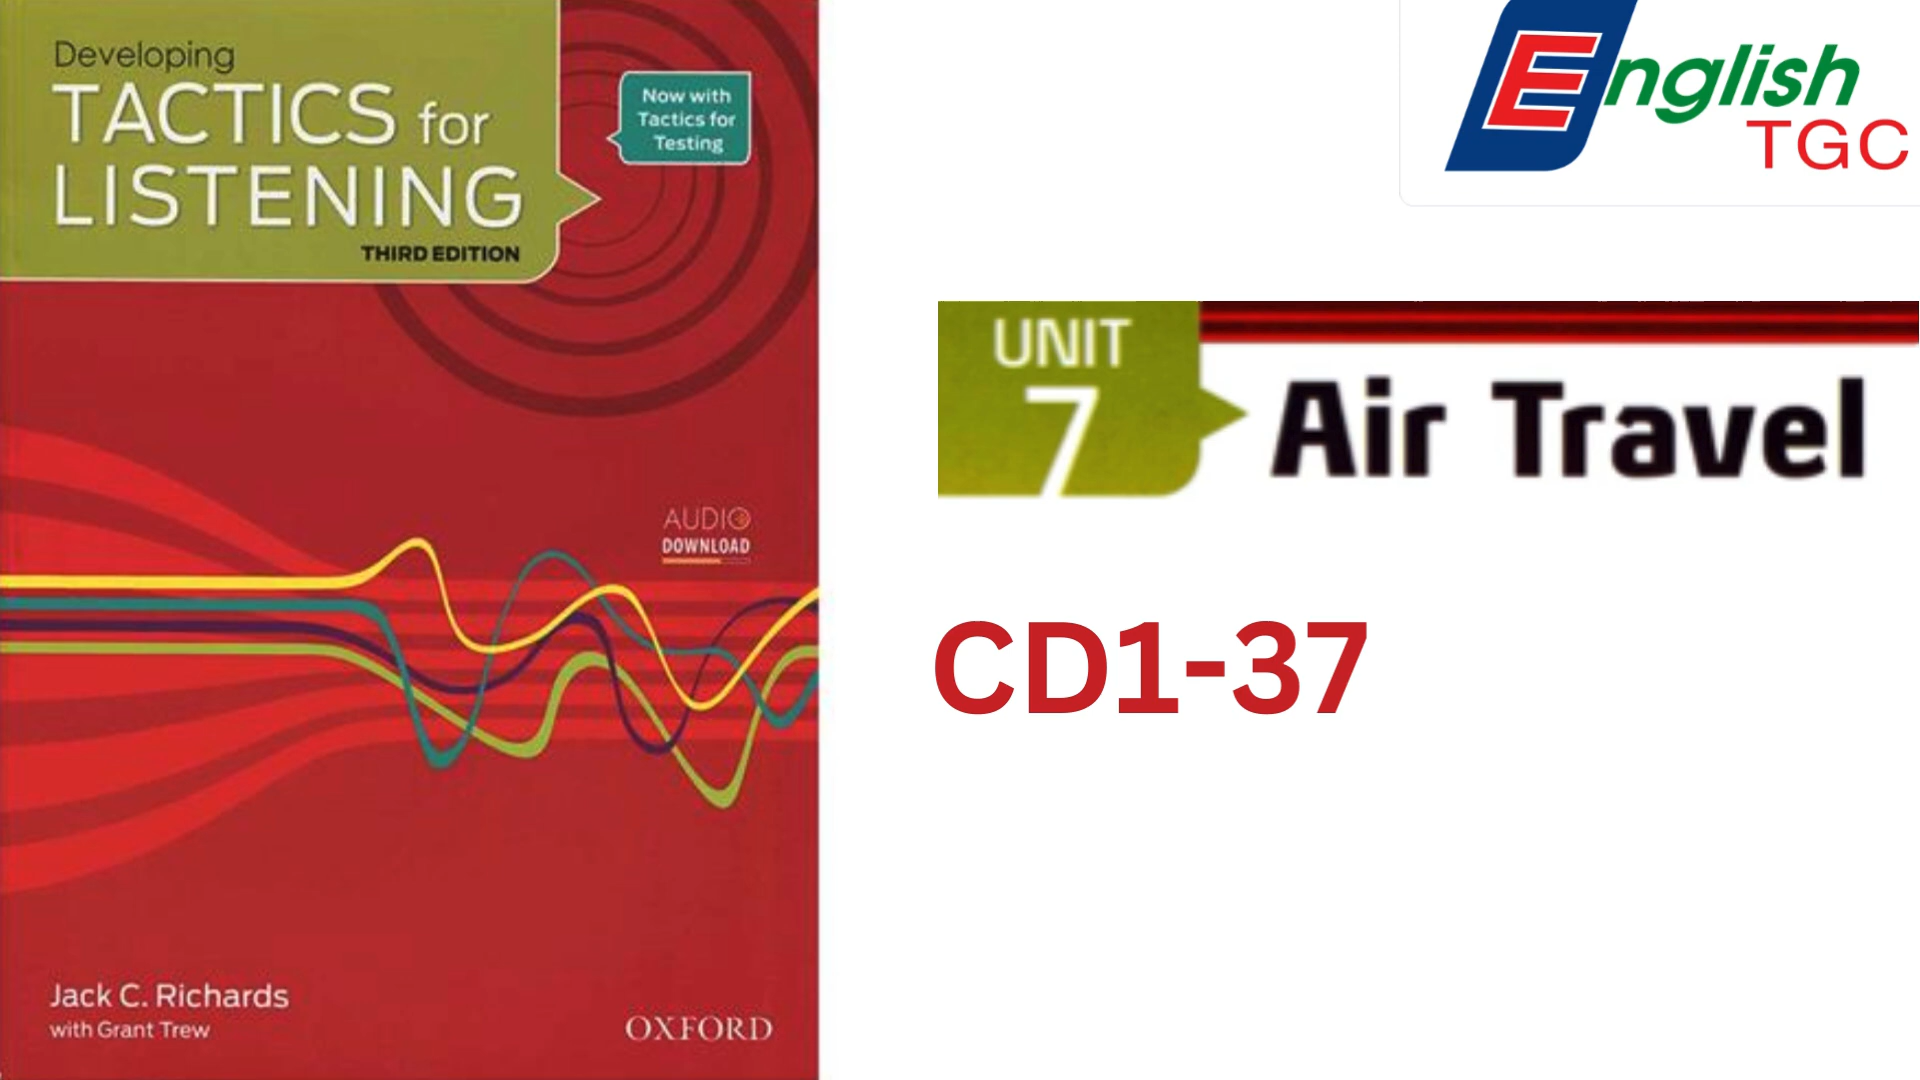 Developing
TACTICS for
LISTENING
THIRD EDITION
Now with
Tactics for
Testing
AUDIO
DOWNLOAD
Jack C. Richards
with Grant Trew
OXFORD
English
TGC
UNIT
7
Air Travel
CD1-37